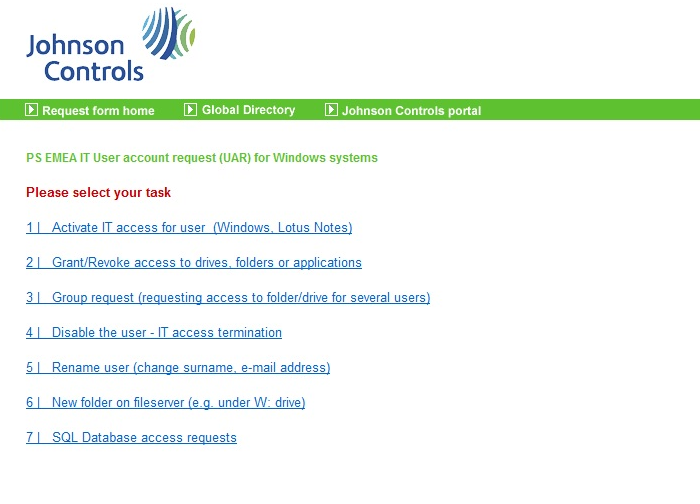 Johnson
Controls
Request form home Global Directory Johnson Controls portal
PS EMEA IT User account request (UAR) for Windows systems
Please select your task
1 | Activate IT access for user (Windows, Lotus Notes)
2 | Grant/Revoke access to drives, folders or applications
3 | Group request (requesting access to folder/drive for several users)
4 | Disable the user - IT access termination
5 | Rename user (change surname, e-mail address)
6 | New folder on fileserver (e.g. under W: drive)
7 | SQL Database access requests